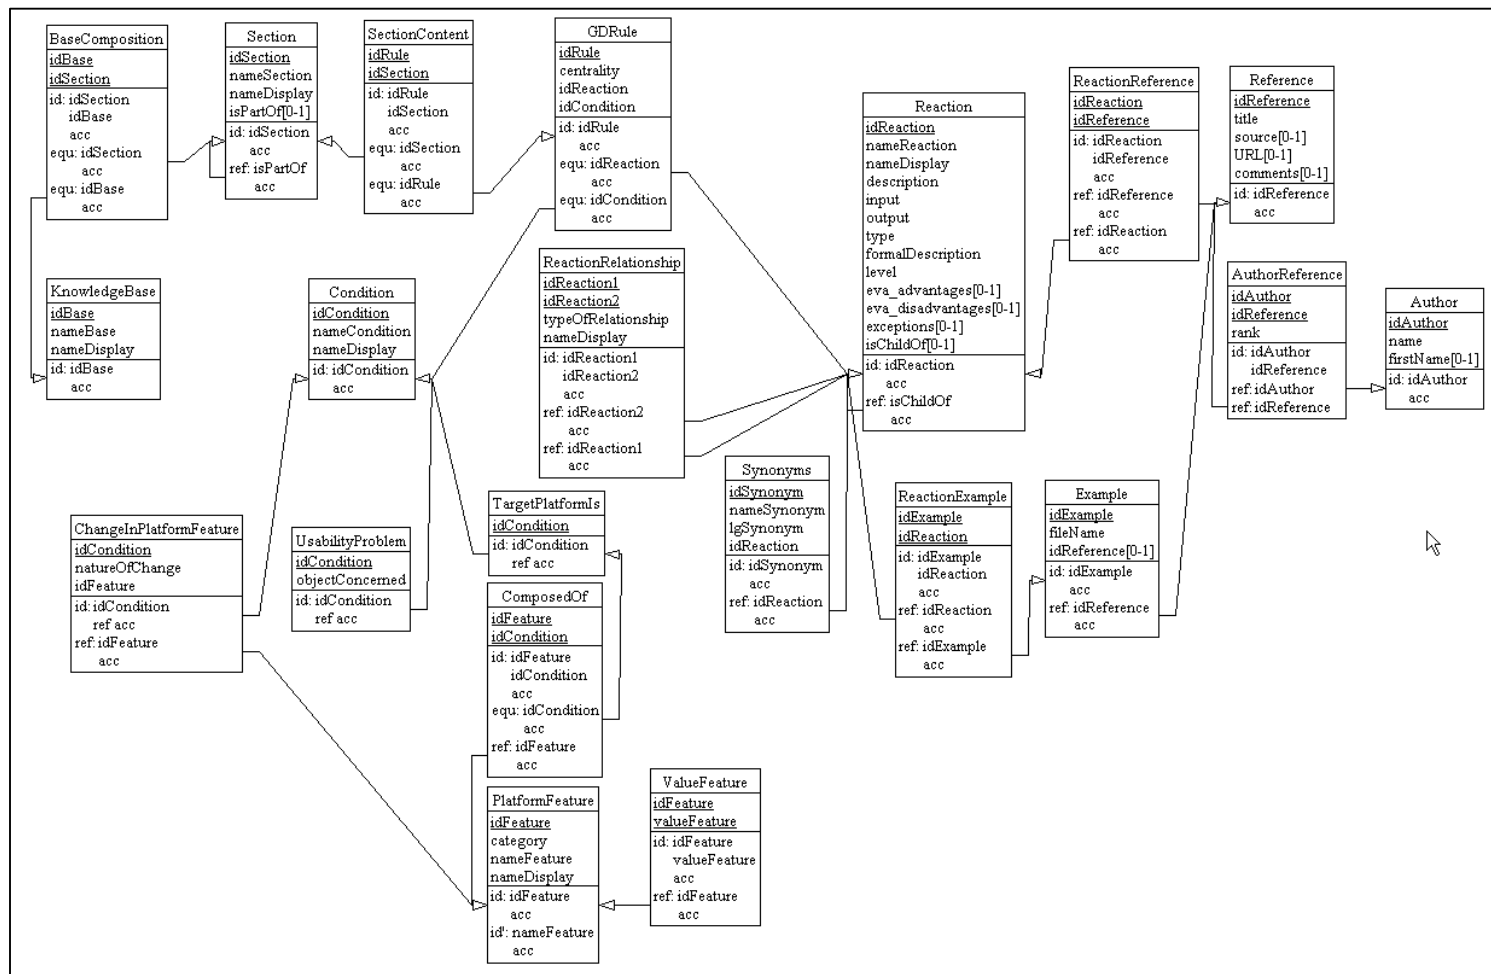 BaseComposition
idBase
idSection
id: idSection
idBase
acc
equ: idSection
acc
equ: idBase
acc
Section
idSection
nameSection
nameDisplay
isPartOf[0-1]
id: idSection
acc
ref: isPartOf
acc
SectionContent
idRule
idSection
id: idRule
idSection
acc
equ: idSection
acc
equ: idRule
acc
GDRule
idRule
centrality
idReaction
idCondition
id: idRule
acc
equ: idReaction
acc
equ: idCondition
acc
Reaction
idReaction
nameReaction
nameDisplay
description
input
output
type
formalDescription
level
eva_advantages[0-1]
eva_disadvantages[0-1]
exceptions[0-1]
isChildOf[0-1]
id: idReaction
acc
ref: isChildOf
acc
ReactionReference
idReaction
idReference
id: idReaction
idReference
acc
ref: idReference
acc
ref: idReaction
acc
Reference
idReference
title
source[0-1]
URL[0-1]
comments[0-1]
id: idReference
acc
KnowledgeBase
idBase
nameBase
nameDisplay
id: idBase
acc
Condition
idCondition
nameCondition
nameDisplay
id: idCondition
acc
ReactionRelationship
idReaction1
idReaction2
typeOfRelationship
nameDisplay
id: idReaction1
idReaction2
acc
ref: idReaction2
acc
ref: idReaction1
acc
AuthorReference
idAuthor
idReference
rank
id: idAuthor
idReference
ref: idAuthor
ref: idReference
Author
idAuthor
name
firstName[0-1]
id: idAuthor
acc
ChangeInPlatformFeature
idCondition
natureOfChange
idFeature
id: idCondition
ref acc
ref: idFeature
acc
UsabilityProblem
idCondition
objectConcerned
id: idCondition
ref acc
TargetPlatformIs
idCondition
id: idCondition
ref acc
Synonyms
idSynonym
nameSynonym
lgSynonym
idReaction
id: idSynonym
acc
ref: idReaction
acc
ReactionExample
idExample
idReaction
id: idExample
idReaction
acc
ref: idReaction
acc
ref: idExample
acc
Example
idExample
fileName
idReference[0-1]
id: idExample
acc
ref: idReference
acc
ComposedOf
idFeature
idCondition
id: idFeature
idCondition
acc
equ: idCondition
acc
ref: idFeature
acc
PlatformFeature
idFeature
category
nameFeature
nameDisplay
id: idFeature
acc
id': nameFeature
acc
ValueFeature
idFeature
valueFeature
id: idFeature
valueFeature
acc
ref: idFeature
acc